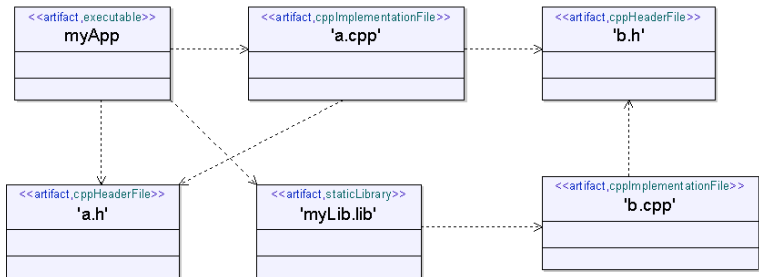 <<artifact,executable>>
myApp
<<artifact,cppImplementationFile>>
'a.cpp'
<<artifact,cppHeaderFile>>
'b.h'
<<artifact,cppHeaderFile>>
'a.h'
<<artifact,staticLibrary>>
'myLib.lib'
<<artifact,cppImplementationFile>>
'b.cpp'